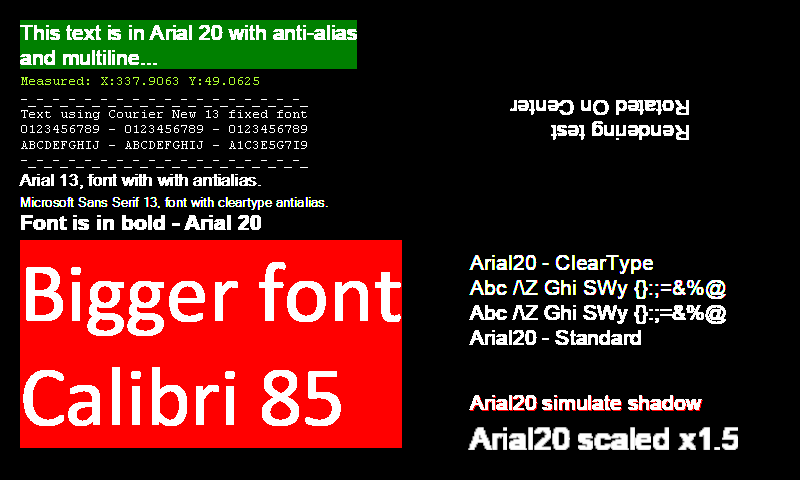 This text is in Arial 20 with anti-alias
and multiline...
Measured: X:337.9063 Y:49.0625
_-_-_-_-_-_-_-_-_-_-_-_-_-_-_-_-_-_-
Text using Courier New 13 fixed font
0123456789 - 0123456789 - 0123456789
ABCDEFGHIJ - ABCDEFGHIJ - A1C3E5G7I9
_-_-_-_-_-_-_-_-_-_-_-_-_-_-_-_-_-_-
Arial 13, font with with antialias.
Microsoft Sans Serif 13, font with cleartype antialias.
Font is in bold - Arial 20
Bigger font
Calibri 85
Rendering test
Rotated On Center
Arial20 - ClearType
Abc /\Z Ghi SWy {}:;=&%@
Abc /\Z Ghi SWy {}:;=&%@
Arial20 - Standard
Arial20 simulate shadow
Arial20 scaled x1.5